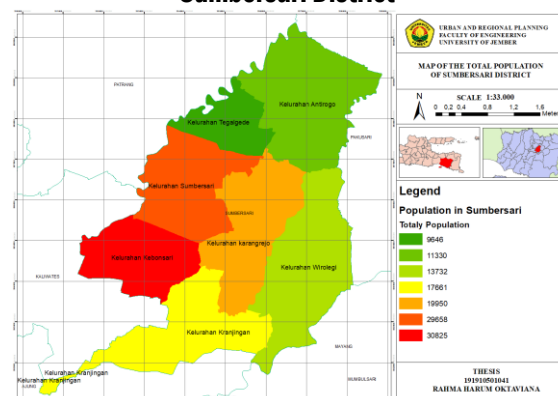 Sumbersari District
URBAN AND REGIONAL PLANNING
FACULTY OF ENGINEERING
UNIVERSITY OF JEMBER
MAP OF THE TOTAL POPULATION
OF SUMBERSARI DISTRICT
SCALE 1:33.000
N
0 0.2 0.4 0.8 1.2 1.6
Legend
Population in Sumbersari
Totaly Population
9646
11330
13732
17661
19950
29658
30825
THESIS
191910501041
RAHMA HARUM OKTAVIANA
PATRANG
Kelurahan Antirogo
Kelurahan Tegalgede
PAKUSARI
Kelurahan Sumbersari
SUMBERSARI
Kelurahan karangrejo
Kelurahan Kebonsari
Kelurahan Wirolegi
KALIWATES
Kelurahan Kranjingan
MAYANG
Kelurahan Kranjingan
Kelurahan Kranjingan
AJUNG
MUMBULSARI